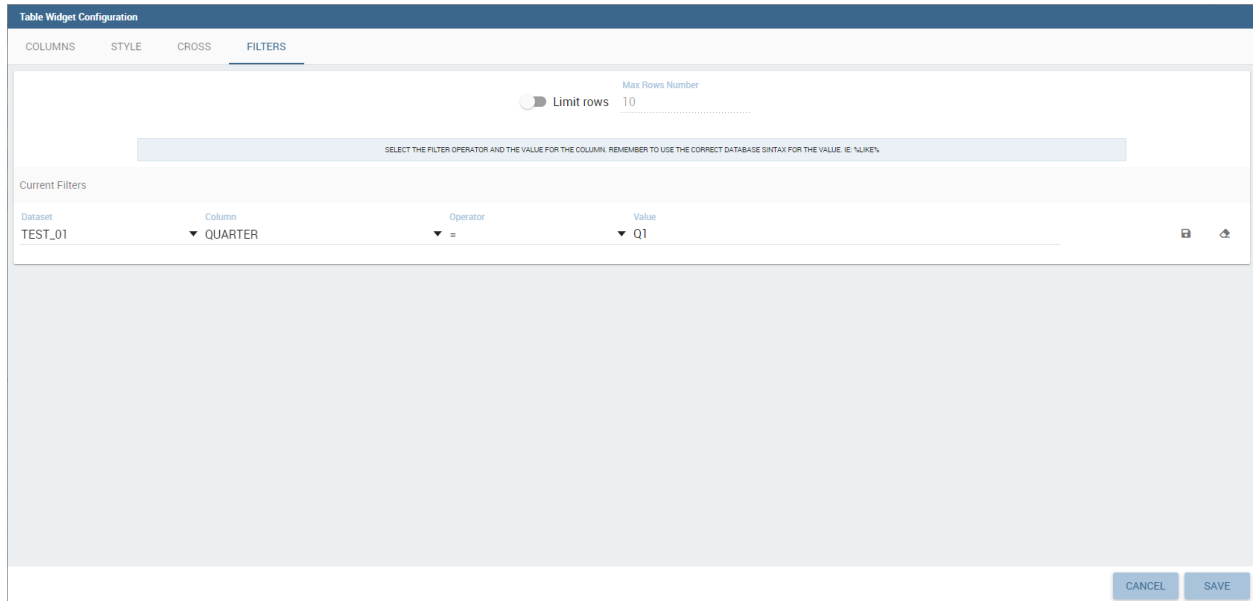 Table Widget Configuration
COLUMNS STYLE CROSS FILTERS
Max Rows Number
Limit rows 10
SELECT THE FILTER OPERATOR AND THE VALUE FOR THE COLUMN. REMEMBER TO USE THE CORRECT DATABASE SINTAX FOR THE VALUE. IE: %LIKE%
Current Filters
Dataset Column Operator Value
TEST_01 QUARTER = Q1
CANCEL SAVE